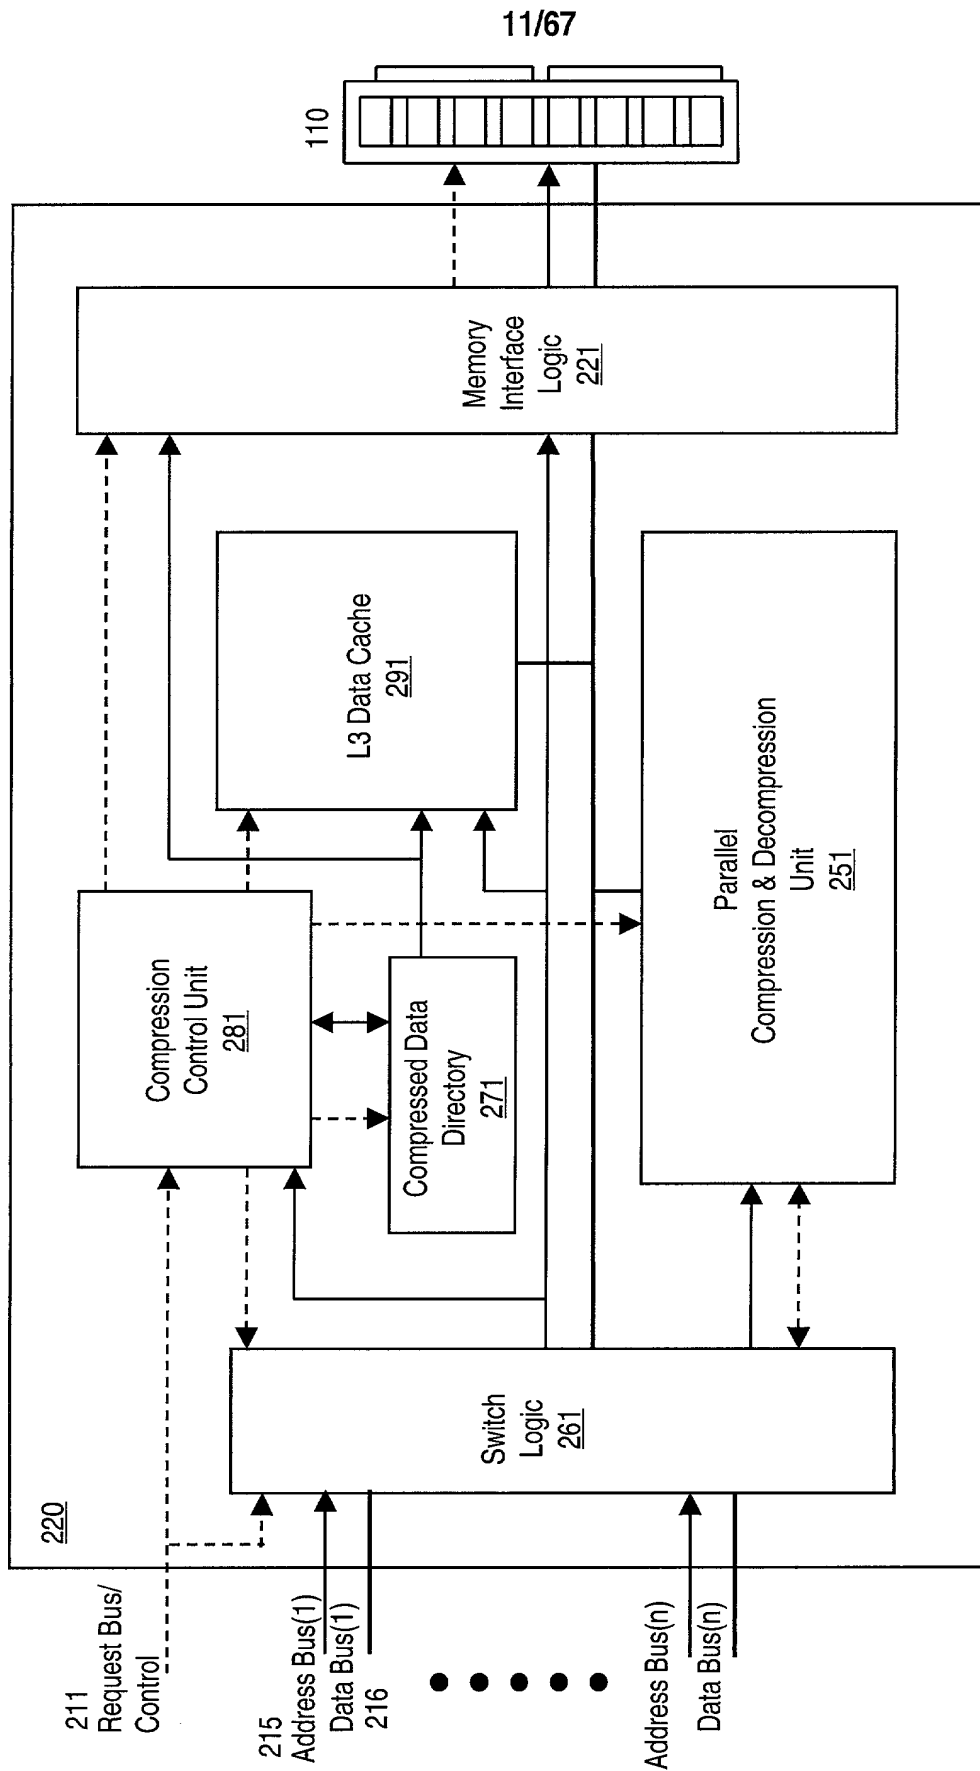 11/67
110
220
Memory
Interface
Logic
221
Compression
Control Unit
281
L3 Data Cache
291
Compressed Data
Directory
271
Parallel
Compression & Decompression
Unit
251
Switch
Logic
261
211
Request Bus/
Control
215
Address Bus(1)
Data Bus(1)
216
Address Bus(n)
Data Bus(n)